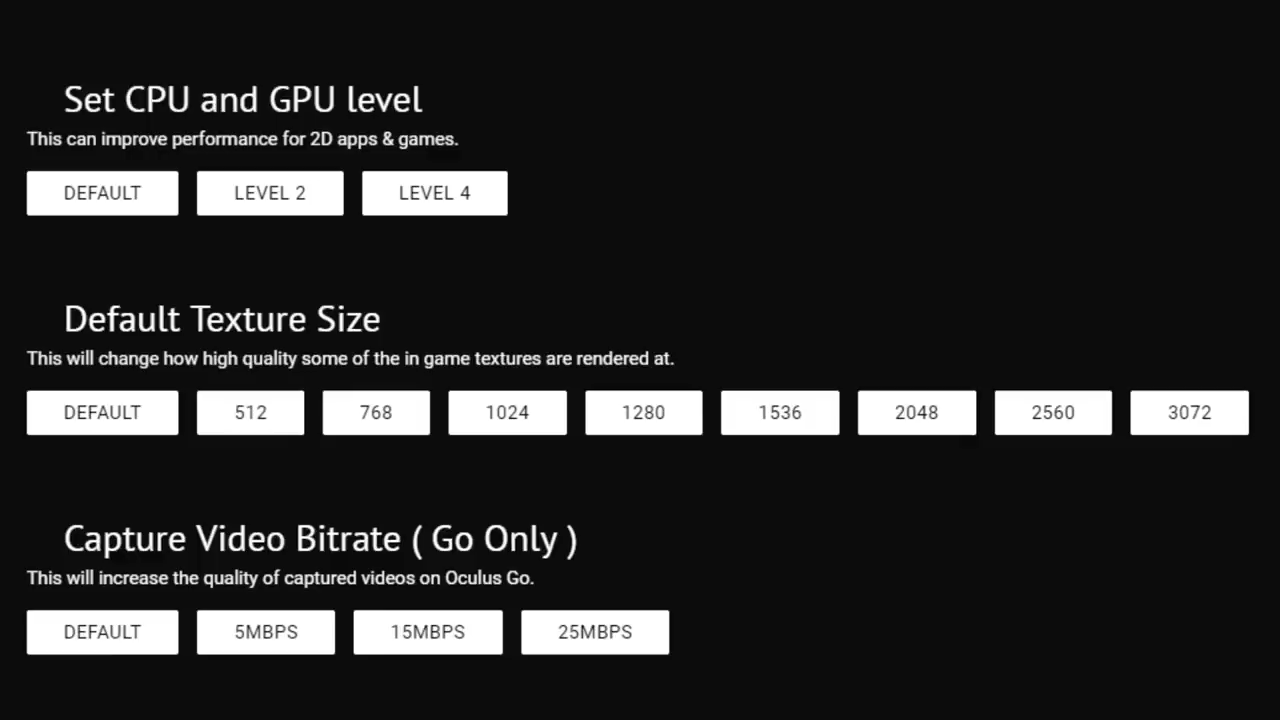 Set CPU and GPU level
This can improve performance for 2D apps & games.
DEFAULT LEVEL 2 LEVEL 4
Default Texture Size
This will change how high quality some of the in game textures are rendered at.
DEFAULT 512 768 1024 1280 1536 2048 2560 3072
Capture Video Bitrate ( Go Only )
This will increase the quality of captured videos on Oculus Go.
DEFAULT 5MBPS 15MBPS 25MBPS